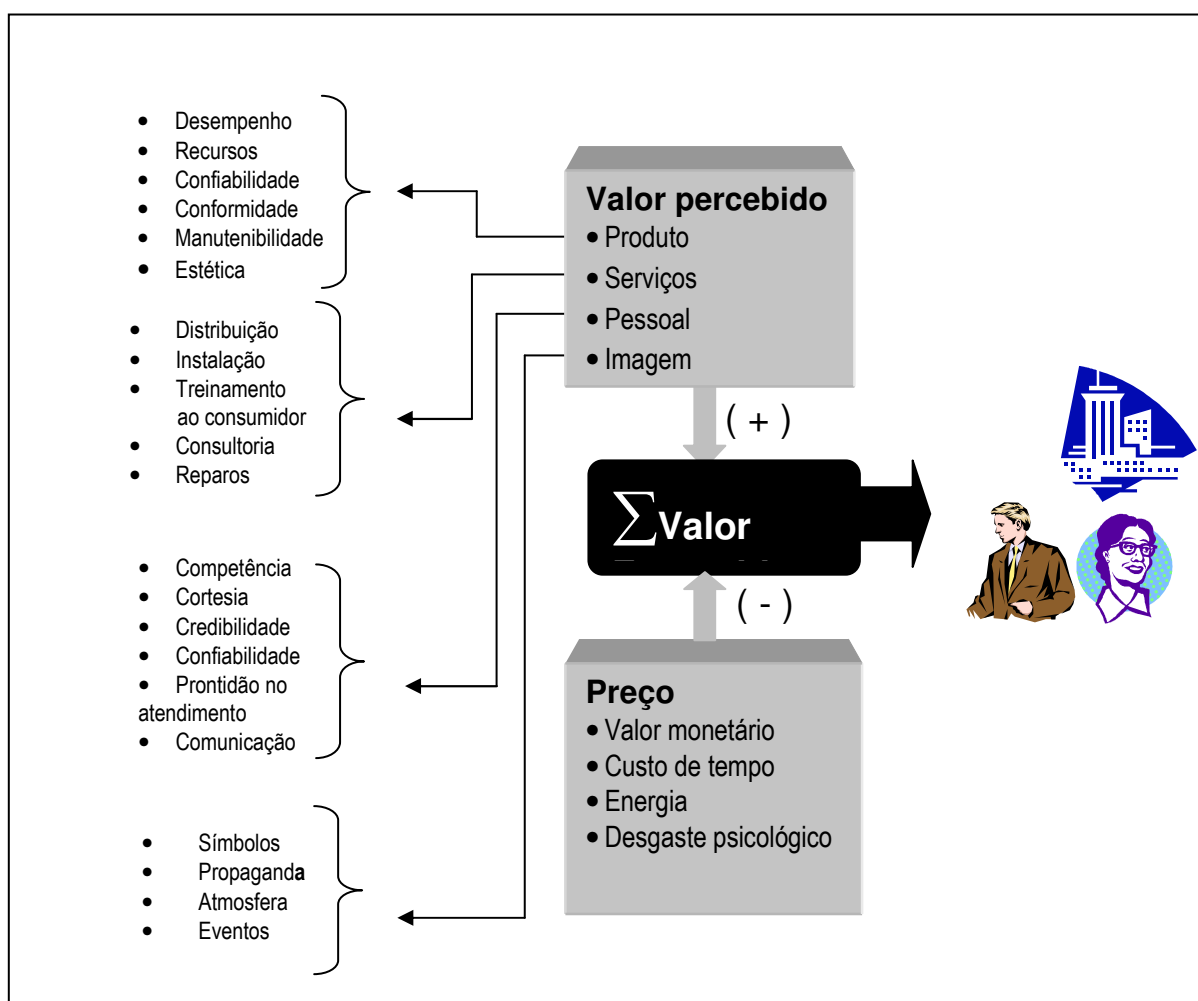 • Desempenho
• Recursos
• Confiabilidade
• Conformidade
• Manutenibilidade
• Estética
• Distribuição
• Instalação
• Treinamento
ao consumidor
• Consultoria
• Reparos
• Competência
• Cortesia
• Credibilidade
• Confiabilidade
• Prontidão no
atendimento
• Comunicação
• Símbolos
• Propaganda
• Atmosfera
• Eventos
Valor percebido
• Produto
• Serviços
• Pessoal
• Imagem
( + )
∑Valor
( - )
Preço
• Valor monetário
• Custo de tempo
• Energia
• Desgaste psicológico